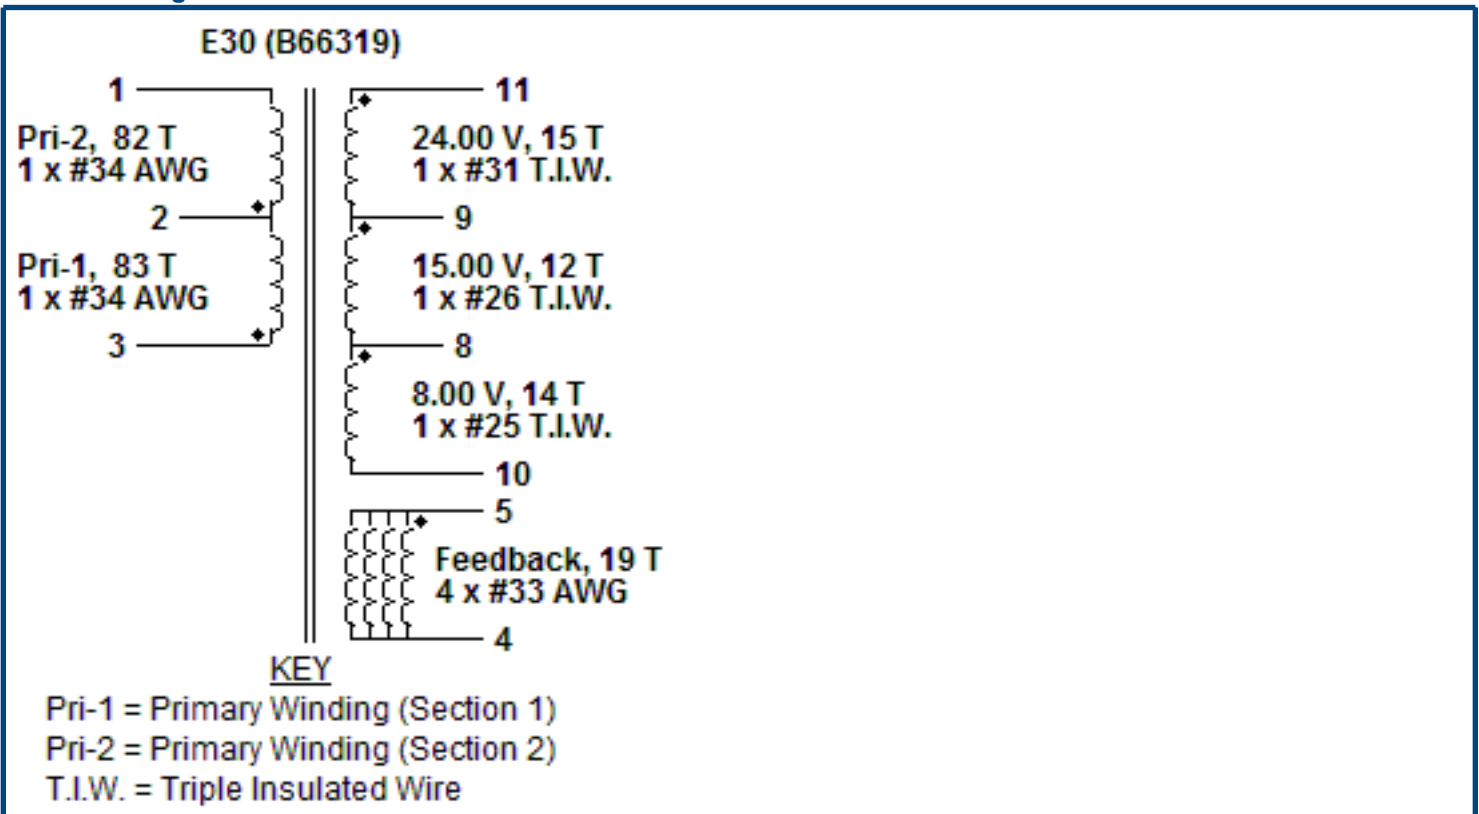 E30 (B66319)
1
11
Pri-2, 82 T
1 x #34 AWG
24.00 V, 15 T
1 x #31 T.I.W.
2
9
Pri-1, 83 T
1 x #34 AWG
15.00 V, 12 T
1 x #26 T.I.W.
3
8
8.00 V, 14 T
1 x #25 T.I.W.
10
5
Feedback, 19 T
4 x #33 AWG
4
KEY
Pri-1 = Primary Winding (Section 1)
Pri-2 = Primary Winding (Section 2)
T.I.W. = Triple Insulated Wire